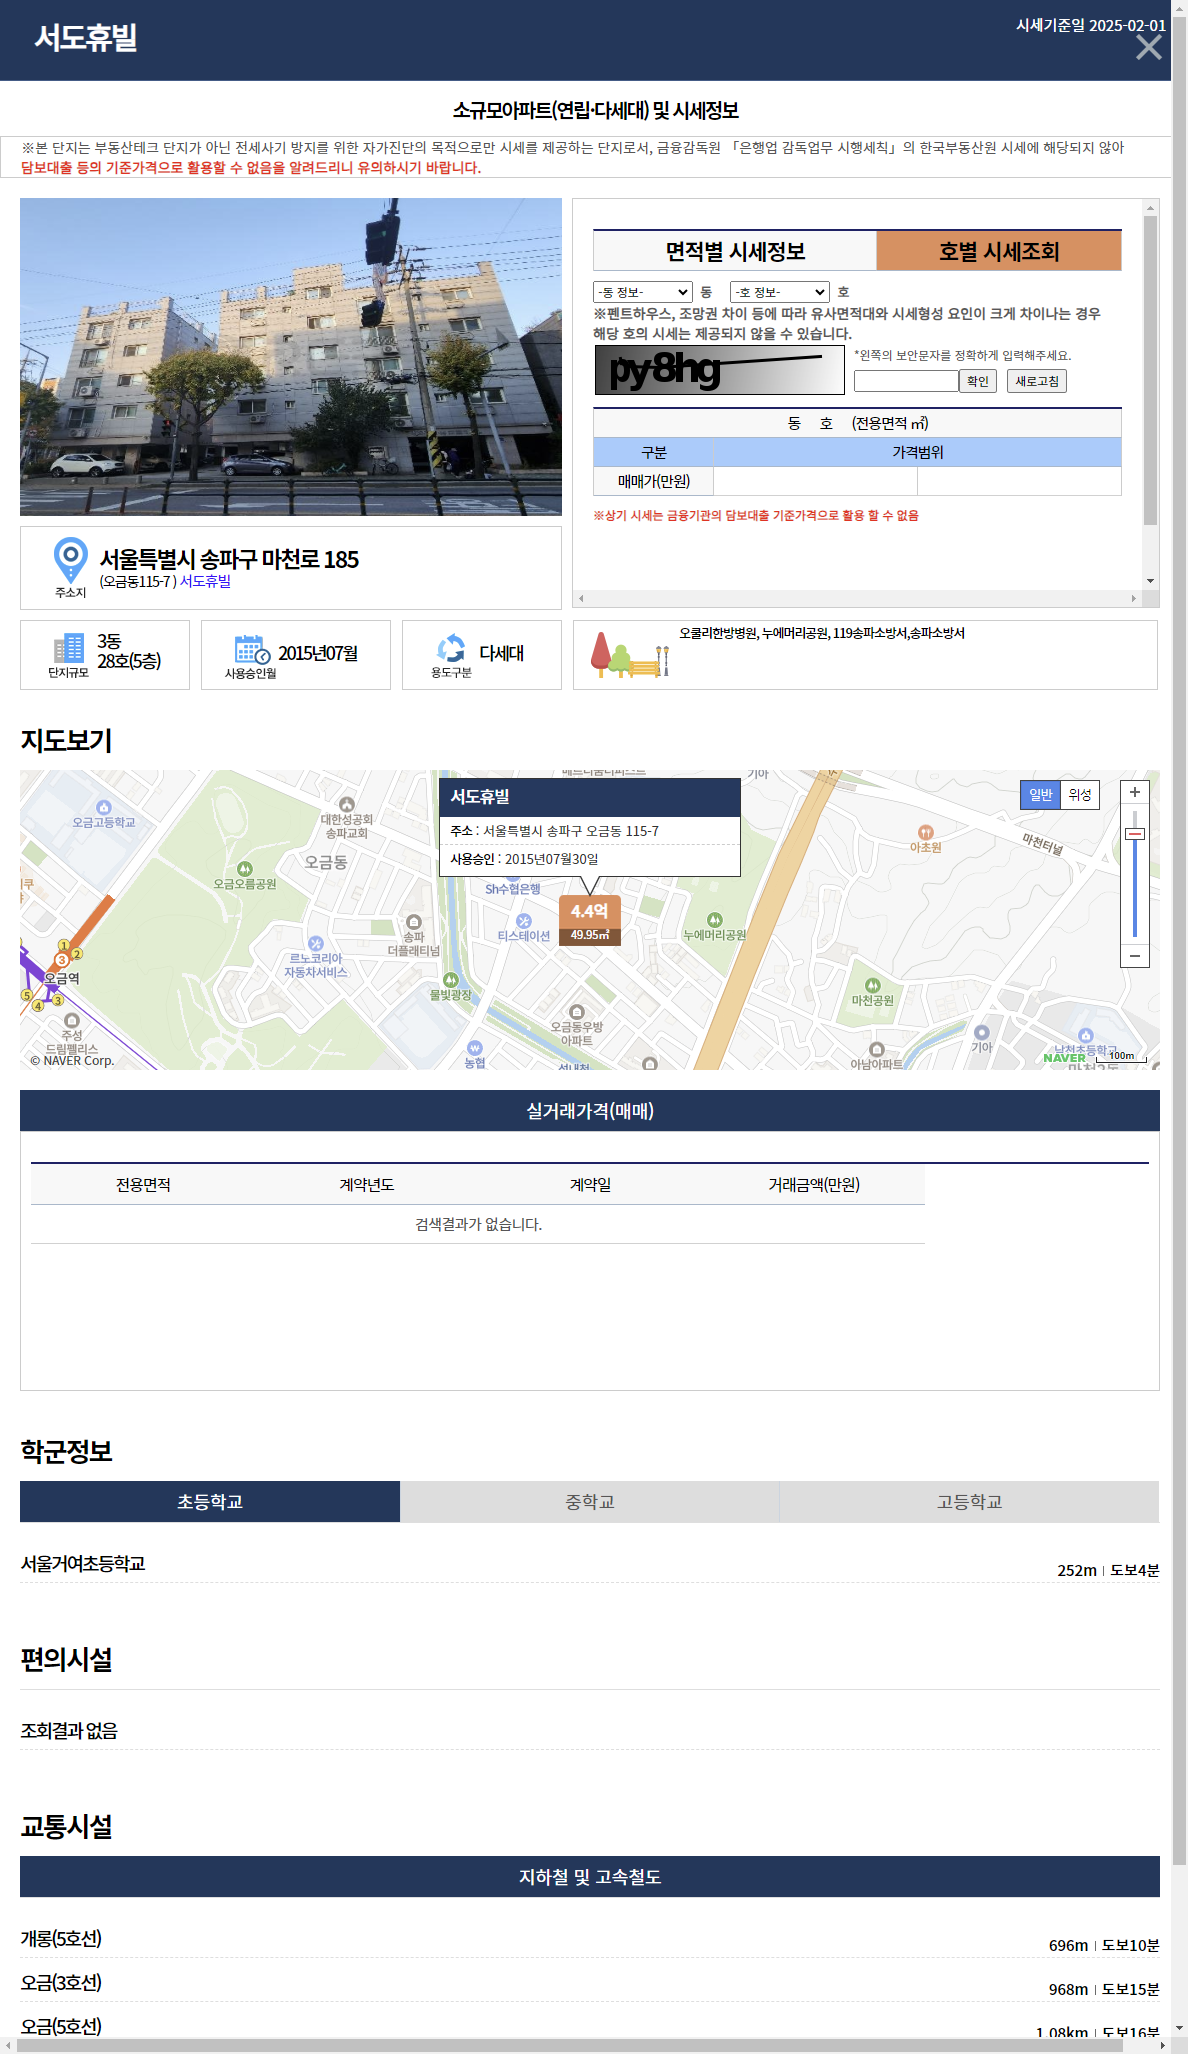 서도휴빌
시세기준일 2025-02-01
소규모아파트(연립·다세대) 및 시세정보
※본 단지는 부동산테크 단지가 아닌 전세사기 방지를 위한 자가진단의 목적으로만 시세를 제공하는 단지로서, 금융감독원 「은행업 감독업무 시행세칙」의 한국부동산원 시세에 해당되지 않아
담보대출 등의 기준가격으로 활용할 수 없음을 알려드리니 유의하시기 바랍니다.
면적별 시세정보 호별 시세조회
-동 정보- 동 -호 정보- 호
※펜트하우스, 조망권 차이 등에 따라 유사면적대와 시세형성 요인이 크게 차이나는 경우
해당 호의 시세는 제공되지 않을 수 있습니다.
py8hg
*왼쪽의 보안문자를 정확하게 입력해주세요.
확인 새로고침
동 호 (전용면적 ㎡)
구분 가격범위
매매가(만원)
※상기 시세는 금융기관의 담보대출 기준가격으로 활용 할 수 없음
주소지
서울특별시 송파구 마천로 185
(오금동115-7 ) 서도휴빌
단지규모
3동
28호(5층)
사용승인월
2015년07월
용도구분
다세대
오쿨리한방병원, 누에머리공원, 119송파소방서,송파소방서
지도보기
기아
오금고등학교
대한성공회
송파교회
오금동
오금오름공원
서도휴빌
주소 : 서울특별시 송파구 오금동 115-7
사용승인 : 2015년07월30일
Sh수협은행
4.4억
49.95㎡
일반 위성
마천터널
아초원
티스테이션
누에머리공원
송파
더플래티넘
르노코리아
자동차서비스
1
2
3
오금역
5
4
3
물빛광장
마천공원
주성
드림펠리스
오금동우방
아파트
농협
성내천
아남아파트
기아
남천초등학교
마천2동
© NAVER Corp.
NAVER
100m
실거래가격(매매)
전용면적 계약년도 계약일 거래금액(만원)
검색결과가 없습니다.
학군정보
초등학교 중학교 고등학교
서울거여초등학교 252m 도보4분
편의시설
조회결과 없음
교통시설
지하철 및 고속철도
개롱(5호선) 696m 도보10분
오금(3호선) 968m 도보15분
오금(5호선) 1.08km 도보16분